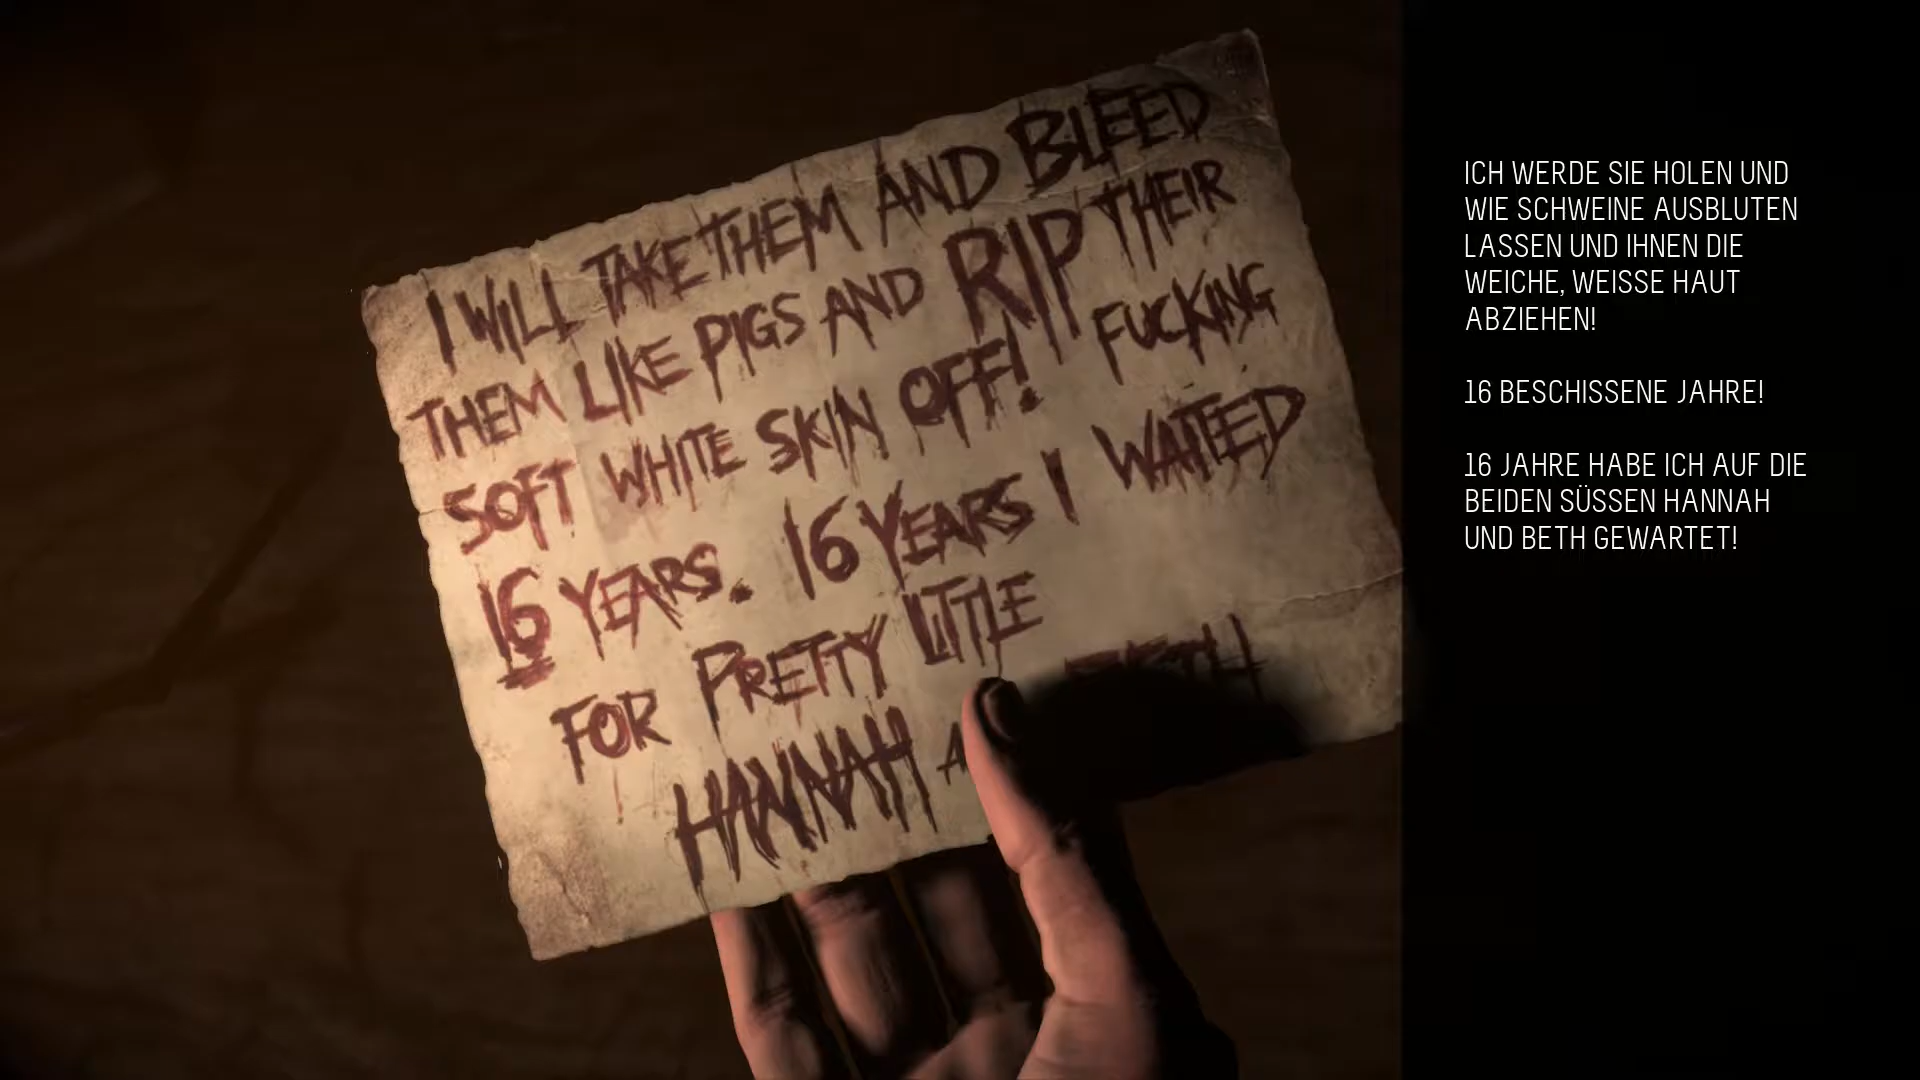 I WILL TAKE THEM AND BLEED
THEM LIKE PIGS AND RIP THEIR
SOFT WHITE SKIN OFF! FUCKING
16 YEARS. 16 YEARS I WAITED
FOR PRETTY LITTLE
HANNAH BETH
ICH WERDE SIE HOLEN UND
WIE SCHWEINE AUSBLUTEN
LASSEN UND IHNEN DIE
WEICHE, WEISSE HAUT
ABZIEHEN!
16 BESCHISSENE JAHRE!
16 JAHRE HABE ICH AUF DIE
BEIDEN SÜSSEN HANNAH
UND BETH GEWARTET!